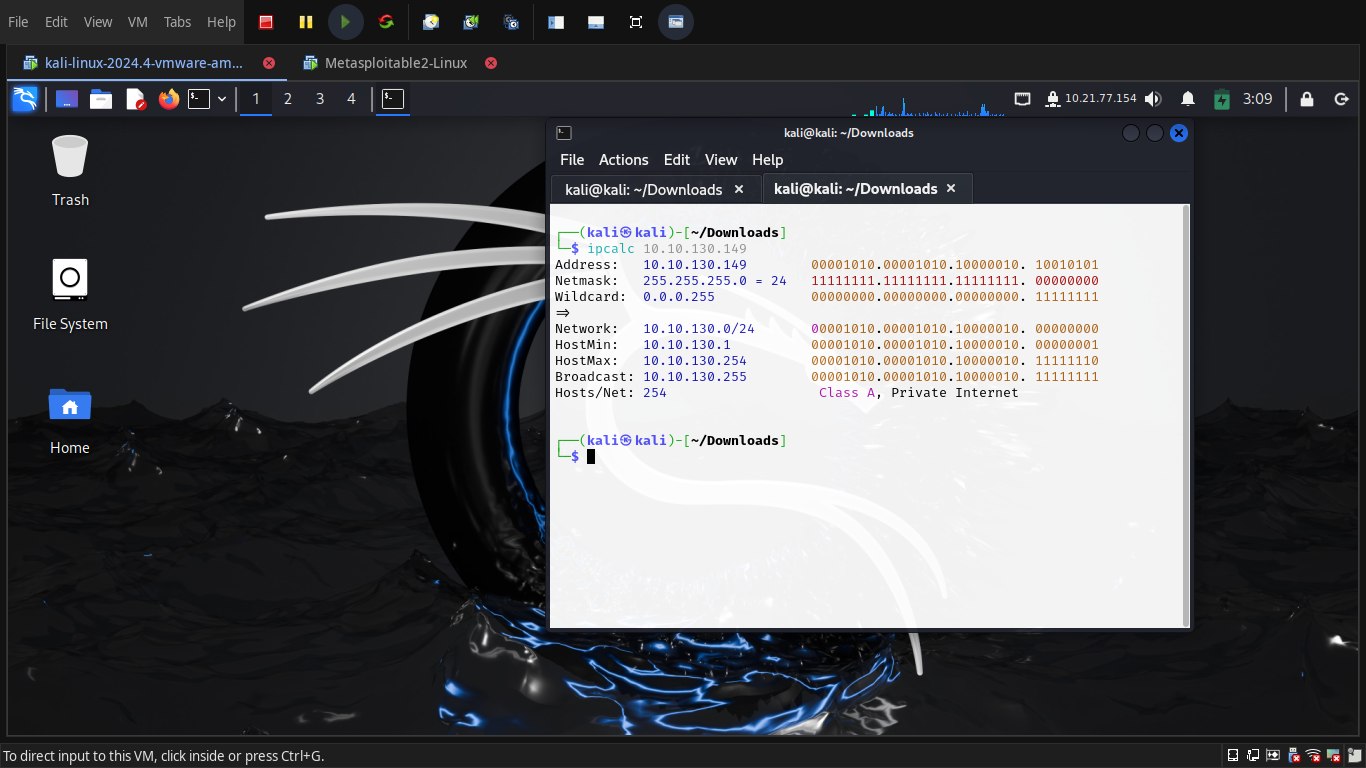 File Edit View VM Tabs Help
kali-linux-2024.4-vmware-am... Metasploitable2-Linux
1 2 3 4 10.21.77.154 3:09
Trash
File System
Home
kali@kali: ~/Downloads
File Actions Edit View Help
kali@kali: ~/Downloads kali@kali: ~/Downloads
┌──(kali㉿kali)-[~/Downloads]
└─$ ipcalc 10.10.130.149
Address: 10.10.130.149 00001010.00001010.10000010. 10010101
Netmask: 255.255.255.0 = 24 11111111.11111111.11111111. 00000000
Wildcard: 0.0.0.255 00000000.00000000.00000000. 11111111
=>
Network: 10.10.130.0/24 00001010.00001010.10000010. 00000000
HostMin: 10.10.130.1 00001010.00001010.10000010. 00000001
HostMax: 10.10.130.254 00001010.00001010.10000010. 11111110
Broadcast: 10.10.130.255 00001010.00001010.10000010. 11111111
Hosts/Net: 254 Class A, Private Internet
┌──(kali㉿kali)-[~/Downloads]
└─$
To direct input to this VM, click inside or press Ctrl+G.